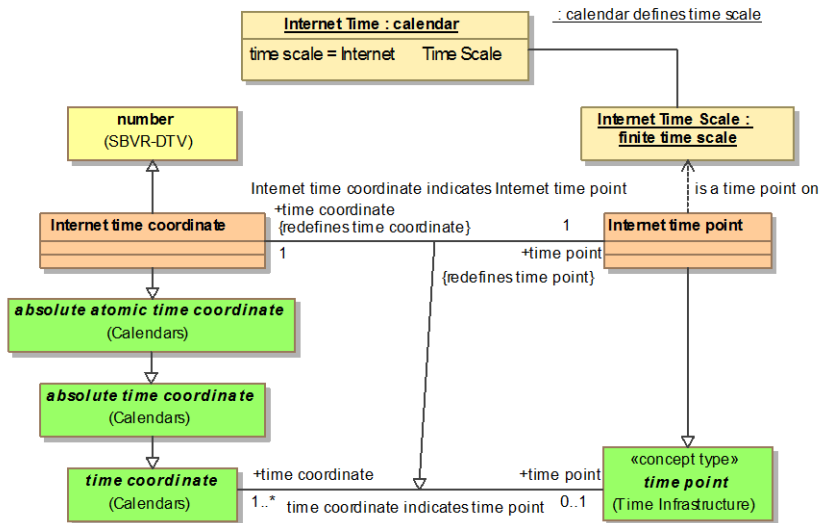 Internet Time : calendar
time scale = Internet Time Scale
: calendar defines time scale
number
(SBVR-DTV)
Internet Time Scale :
finite time scale
Internet time coordinate indicates Internet time point
is a time point on
+time coordinate
{redefines time coordinate}
1
1
+time point
{redefines time point}
Internet time coordinate
Internet time point
absolute atomic time coordinate
(Calendars)
absolute time coordinate
(Calendars)
time coordinate
(Calendars)
+time coordinate
1..*
time coordinate indicates time point
+time point
0..1
«concept type»
time point
(Time Infrastructure)